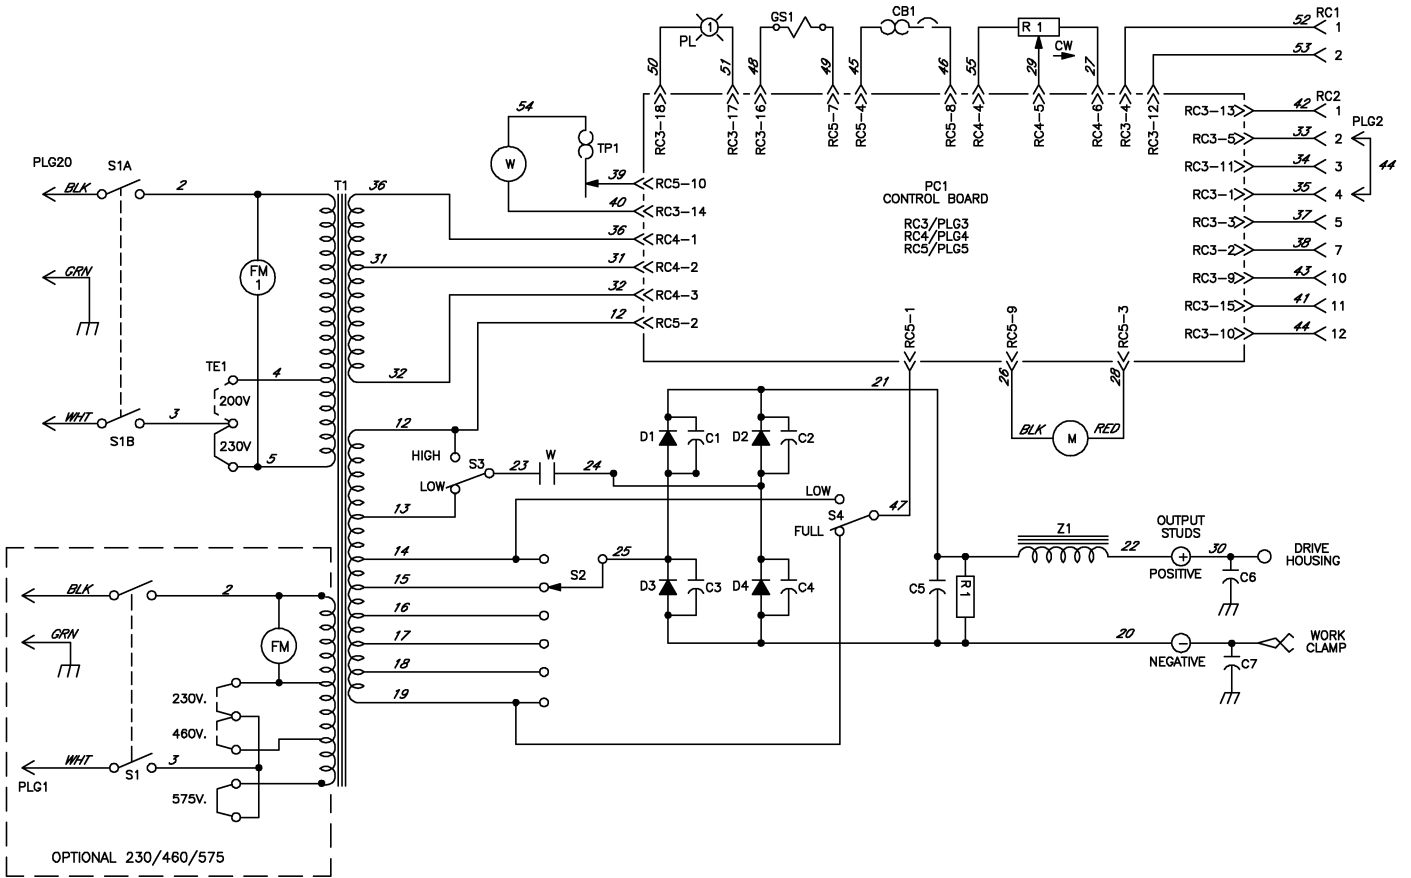 52 RC1
1
53 2
50 PL 1 51
48 GS1 49
45 CB1 46
55 R 1 29 CW 27
RC3-18
RC3-17
RC3-16
RC5-7
RC5-4
RC5-8
RC4-4
RC4-5
RC4-6
RC3-4
RC3-12
RC2
RC3-13 42 1
RC3-5 33 2
RC3-11 34 3
RC3-1 35 4
RC3-3 37 5
RC3-2 38 7
RC3-9 43 10
RC3-15 41 11
RC3-10 44 12
PLG2
44
54
W
TP1
39 RC5-10
40 RC3-14
36 RC4-1
31 RC4-2
32 RC4-3
12 RC5-2
PC1
CONTROL BOARD
RC3/PLG3
RC4/PLG4
RC5/PLG5
RC5-1
RC5-9
RC5-3
26
28
BLK M RED
PLG20
S1A
BLK 2
GRN
FM
1
TE1
4
200V
WHT 3
S1B
230V
5
T1
36
31
32
12
HIGH
S3
LOW
13
23 W 24
14
15
16
17
18
19
S2
25
21
D1 C1
D2 C2
D3 C3
D4 C4
LOW
S4
FULL
47
C5
R1
Z1
22
OUTPUT
STUDS
+
POSITIVE
30
C6
DRIVE
HOUSING
20
−
NEGATIVE
C7
WORK
CLAMP
BLK 2
GRN
FM
230V.
460V.
WHT
S1
3
PLG1
575V.
OPTIONAL 230/460/575